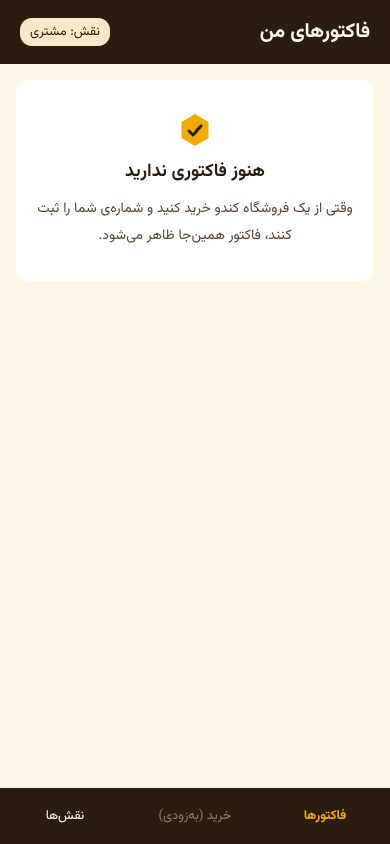 فاکتورهای من
نقش: مشتری
هنوز فاکتوری ندارید
وقتی از یک فروشگاه کندو خرید کنید و شماره‌ی شما را ثبت
کنند، فاکتور همین‌جا ظاهر می‌شود.
فاکتورها
خرید (به‌زودی)
نقش‌ها